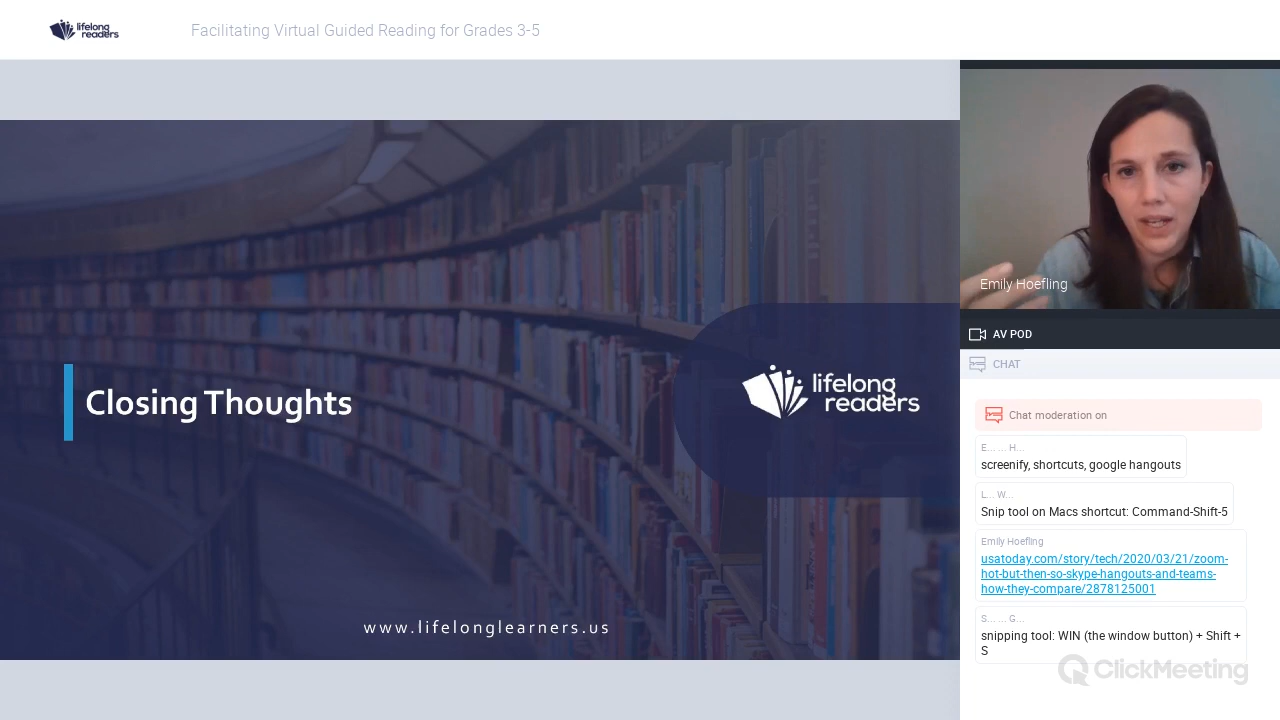 lifelong
readers
Facilitating Virtual Guided Reading for Grades 3-5
Closing Thoughts
lifelong
readers
www.lifelonglearners.us
Emily Hoefling
AV POD
CHAT
Chat moderation on
E... ... H...
screenify, shortcuts, google hangouts
L... W...
Snip tool on Macs shortcut: Command-Shift-5
Emily Hoefling
usatoday.com/story/tech/2020/03/21/zoom-
hot-but-then-so-skype-hangouts-and-teams-
how-they-compare/2878125001
S... ... G...
snipping tool: WIN (the window button) + Shift +
S
ClickMeeting